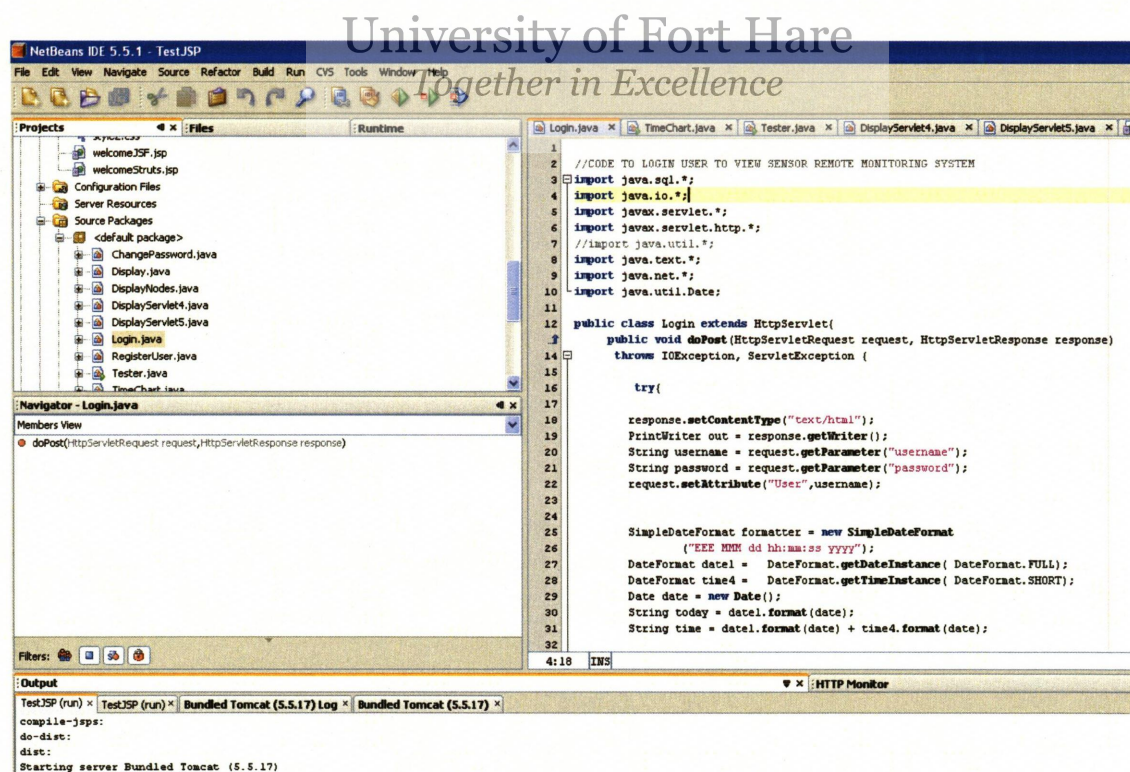 University of Fort Hare
Together in Excellence
NetBeans IDE 5.5.1 - TestJSP
File Edit View Navigate Source Refactor Build Run CVS Tools Window Help
Projects Files Runtime
welcomeJSF.jsp
welcomeStruts.jsp
Configuration Files
Server Resources
Source Packages
<default package>
ChangePassword.java
Display.java
DisplayNodes.java
DisplayServlet4.java
DisplayServlet5.java
Login.java
RegisterUser.java
Tester.java
TimeChart.java
Navigator - Login.java
Members View
doPost(HttpServletRequest request,HttpServletResponse response)
Filters:
Login.java x TimeChart.java x Tester.java x DisplayServlet4.java x DisplayServlet5.java x
1
2 //CODE TO LOGIN USER TO VIEW SENSOR REMOTE MONITORING SYSTEM
3 import java.sql.*;
4 import java.io.*;
5 import javax.servlet.*;
6 import javax.servlet.http.*;
7 //import java.util.*;
8 import java.text.*;
9 import java.net.*;
10 import java.util.Date;
11
12 public class Login extends HttpServlet{
public void doPost(HttpServletRequest request, HttpServletResponse response)
14 throws IOException, ServletException {
15
16 try{
17
18 response.setContentType("text/html");
19 PrintWriter out = response.getWriter();
20 String username = request.getParameter("username");
21 String password = request.getParameter("password");
22 request.setAttribute("User",username);
23
24
25 SimpleDateFormat formatter = new SimpleDateFormat
26 ("EEE MMM dd hh:mm:ss yyyy");
27 DateFormat date1 = DateFormat.getDateInstance( DateFormat.FULL);
28 DateFormat time4 = DateFormat.getTimeInstance( DateFormat.SHORT);
29 Date date = new Date();
30 String today = date1.format(date);
31 String time = date1.format(date) + time4.format(date);
32
4:18 INS
Output HTTP Monitor
TestJSP (run) x TestJSP (run) x Bundled Tomcat (5.5.17) Log x Bundled Tomcat (5.5.17) x
compile-jsps:
do-dist:
dist:
Starting server Bundled Tomcat (5.5.17)